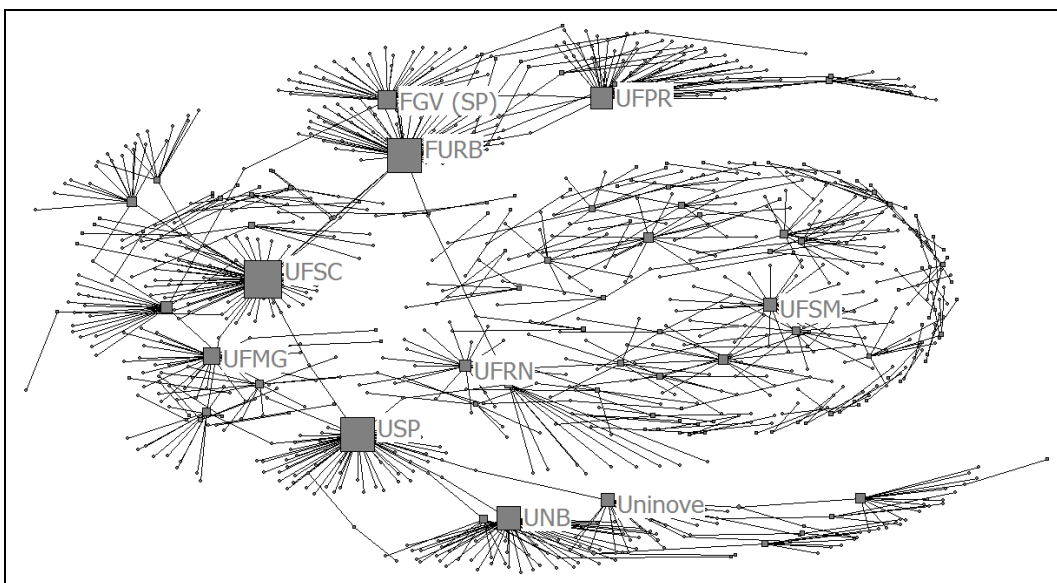 FGV (SP)
UFPR
FURB
UFSC
UFSM
UFMG
UFRN
USP
Uninove
UNB